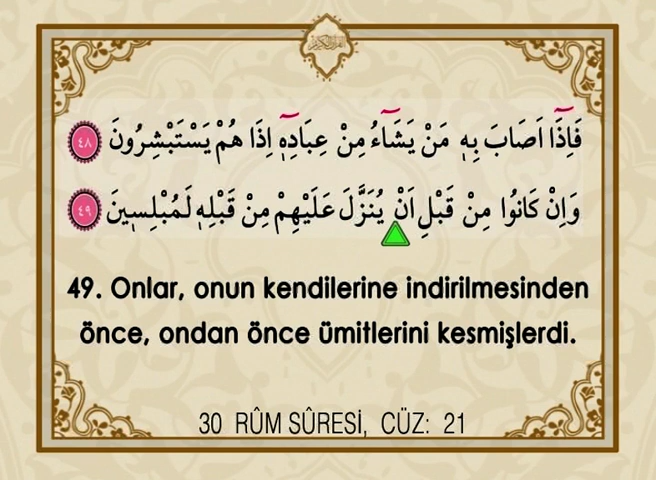 فَاِذَٓا اَصَابَ بِه۪ مَنْ يَشَٓاءُ مِنْ عِبَادِه۪ٓ اِذَا هُمْ يَسْتَبْشِرُونَ ٤٨
وَاِنْ كَانُوا مِنْ قَبْلِ اَنْ يُنَزَّلَ عَلَيْهِمْ مِنْ قَبْلِه۪ لَمُبْلِس۪ينَ ٤٩
49. Onlar, onun kendilerine indirilmesinden
önce, ondan önce ümitlerini kesmişlerdi.
30 RÛM SÛRESİ, CÜZ: 21